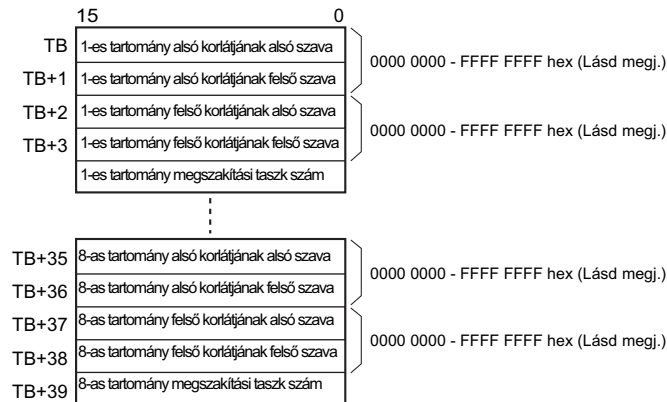 15 0
TB 1-es tartomány alsó korlátjának alsó szava
TB+1 1-es tartomány alsó korlátjának felső szava
0000 0000 - FFFF FFFF hex (Lásd megj.)
TB+2 1-es tartomány felső korlátjának alsó szava
TB+3 1-es tartomány felső korlátjának felső szava
0000 0000 - FFFF FFFF hex (Lásd megj.)
1-es tartomány megszakítási taszk szám
TB+35 8-as tartomány alsó korlátjának alsó szava
TB+36 8-as tartomány alsó korlátjának felső szava
0000 0000 - FFFF FFFF hex (Lásd megj.)
TB+37 8-as tartomány felső korlátjának alsó szava
TB+38 8-as tartomány felső korlátjának felső szava
0000 0000 - FFFF FFFF hex (Lásd megj.)
TB+39 8-as tartomány megszakítási taszk szám